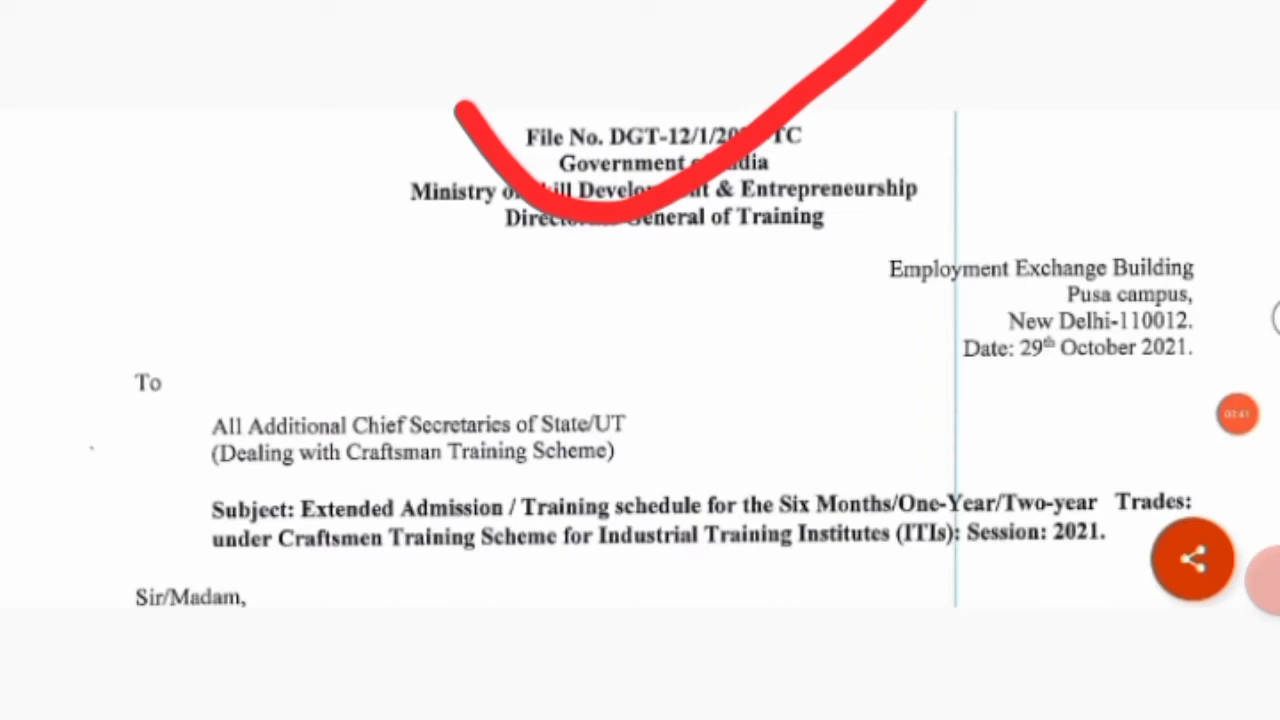 File No. DGT-12/1/20 TC
Government India
Ministry & Entrepreneurship
General of Training
Employment Exchange Building
Pusa campus,
New Delhi-110012.
Date: 29th October 2021.
To
All Additional Chief Secretaries of State/UT
(Dealing with Craftsman Training Scheme)
Subject: Extended Admission / Training schedule for the Six Months/One-Year/Two-year Trades:
under Craftsmen Training Scheme for Industrial Training Institutes (ITIs): Session: 2021.
Sir/Madam,